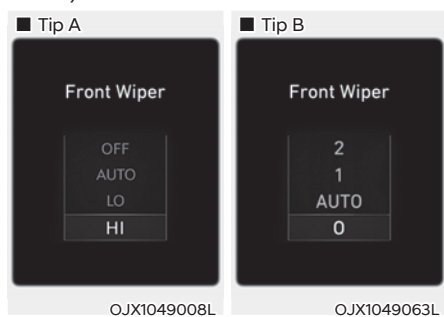 ■ Tip A
■ Tip B
Front Wiper
OFF
AUTO
LO
HI
Front Wiper
2
1
AUTO
0
OJX1049008L
OJX1049063L